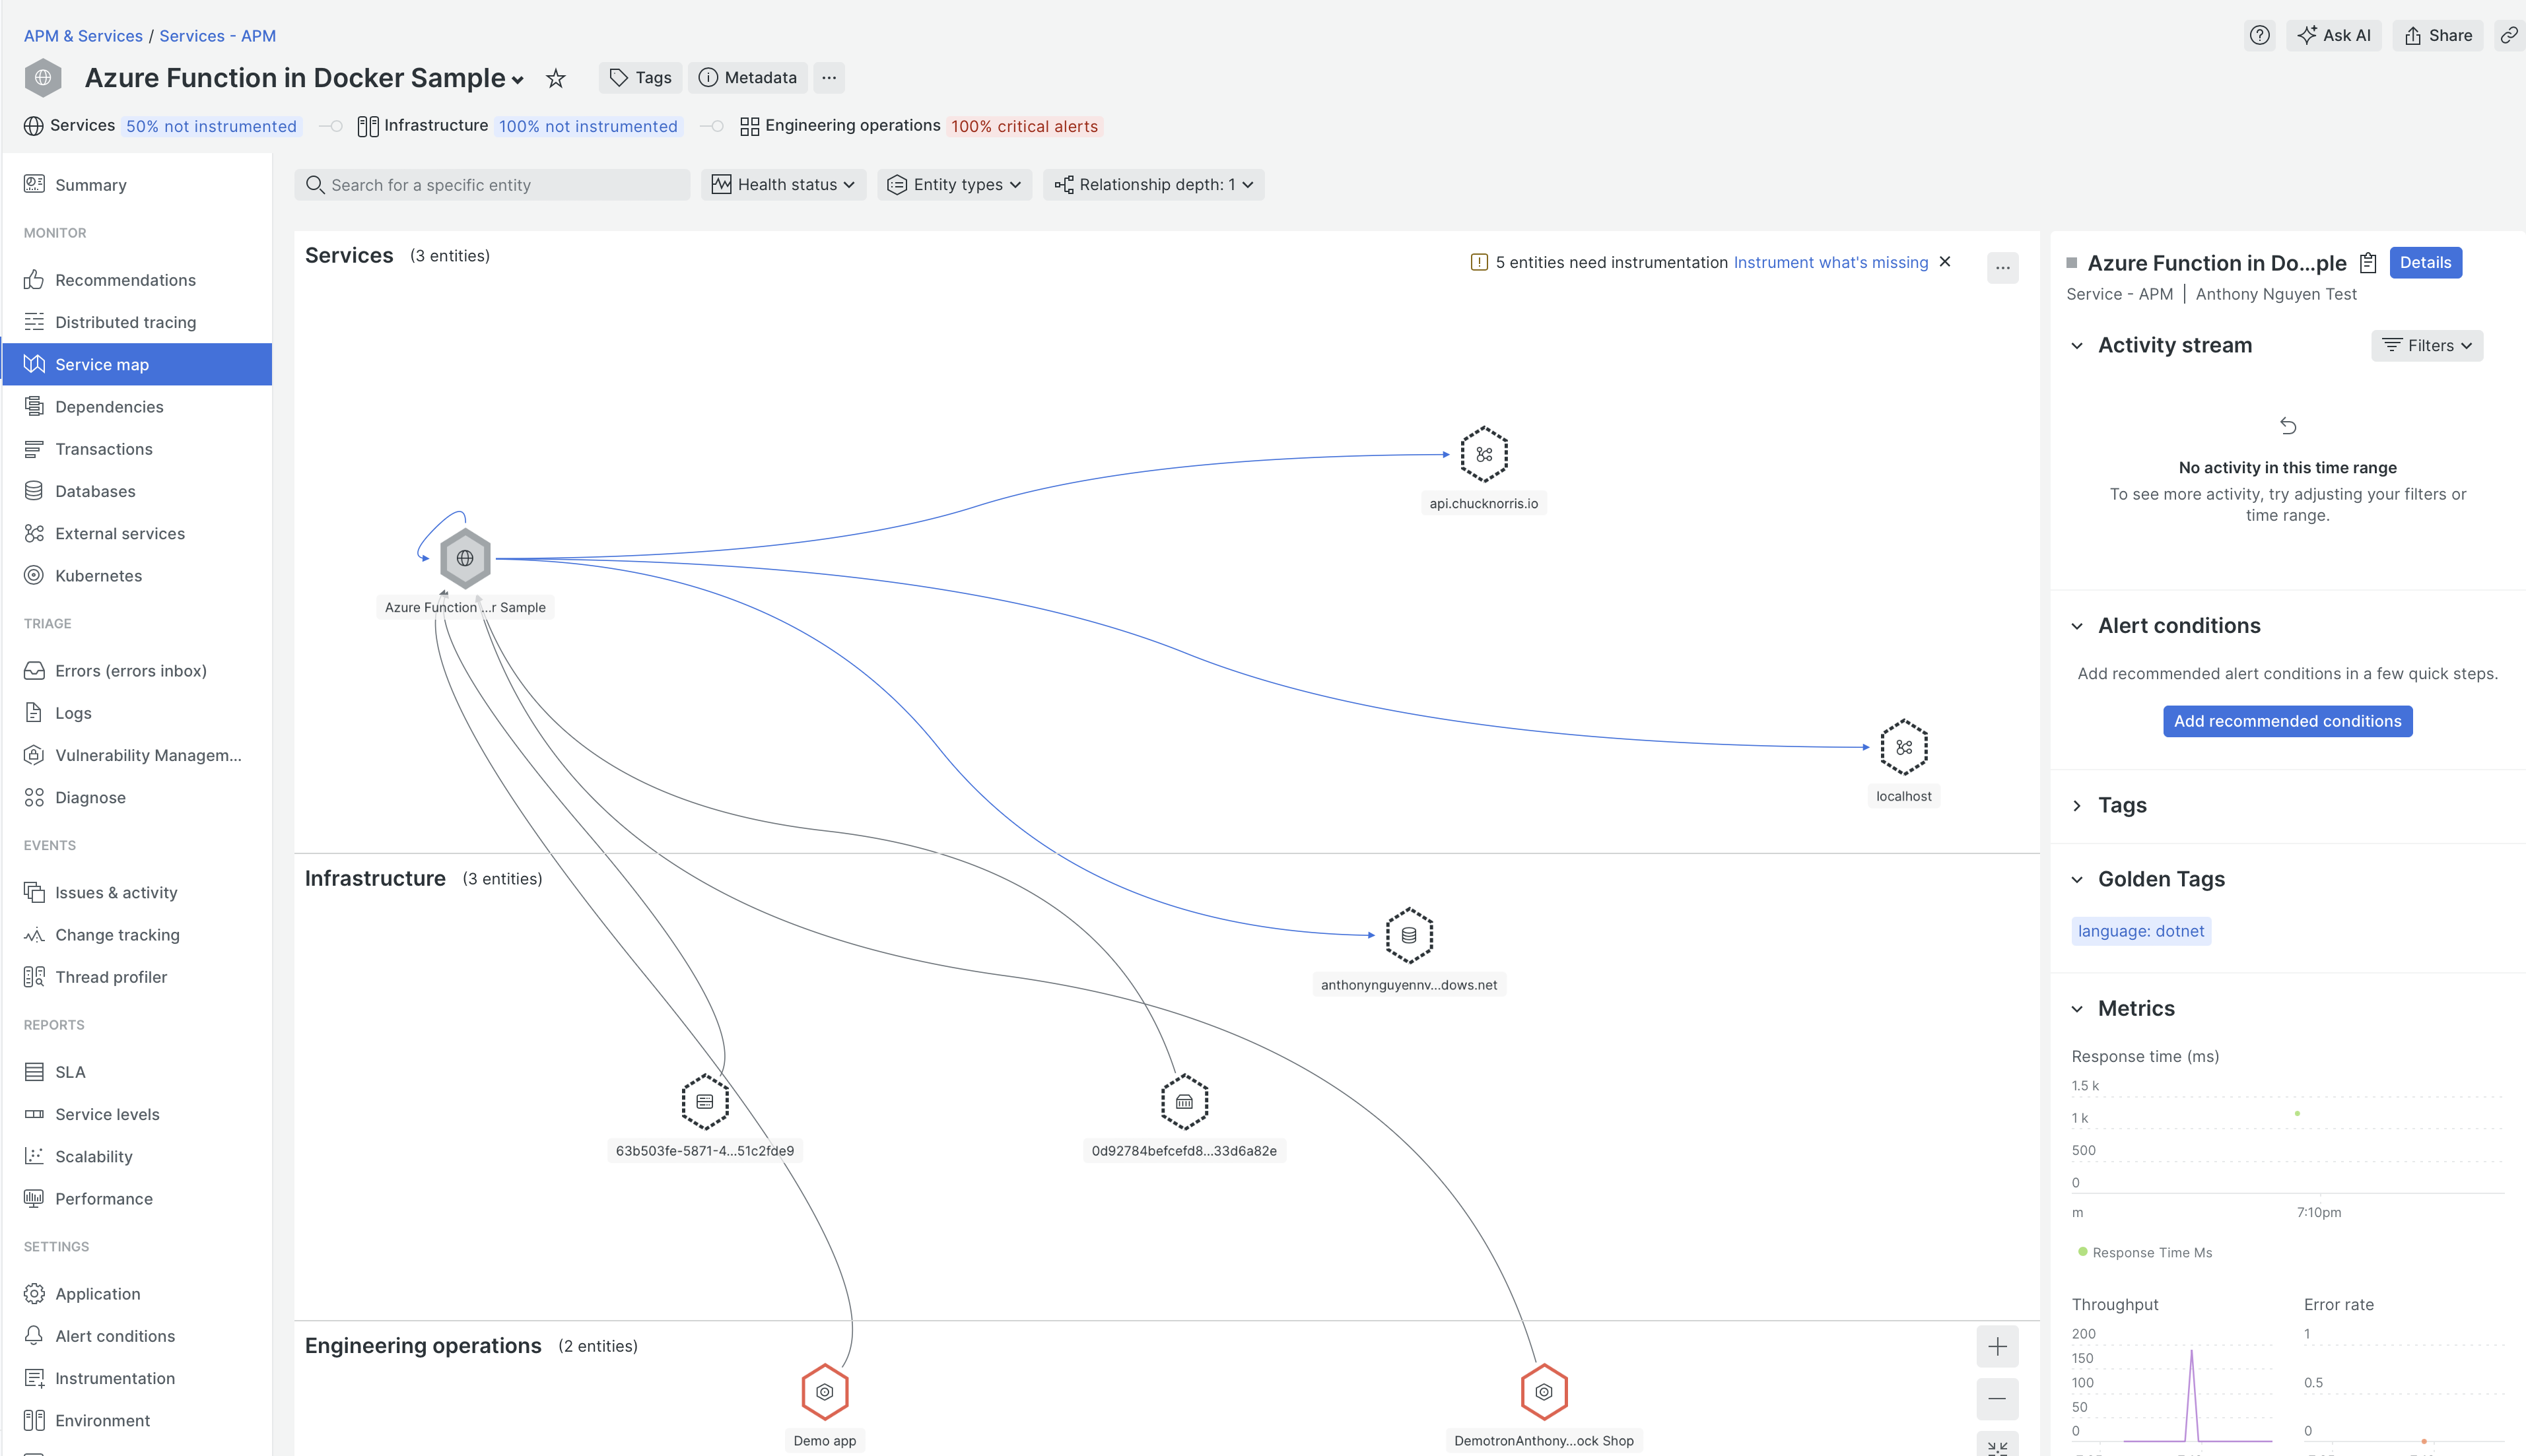 APM & Services / Services - APM
Ask AI
Share
Azure Function in Docker Sample
Tags
Metadata
Services 50% not instrumented
Infrastructure 100% not instrumented
Engineering operations 100% critical alerts
Summary
MONITOR
Recommendations
Distributed tracing
Service map
Dependencies
Transactions
Databases
External services
Kubernetes
TRIAGE
Errors (errors inbox)
Logs
Vulnerability Managem...
Diagnose
EVENTS
Issues & activity
Change tracking
Thread profiler
REPORTS
SLA
Service levels
Scalability
Performance
SETTINGS
Application
Alert conditions
Instrumentation
Environment
Search for a specific entity
Health status
Entity types
Relationship depth: 1
Services (3 entities)
5 entities need instrumentation Instrument what's missing
api.chucknorris.io
Azure Function ...r Sample
localhost
Infrastructure (3 entities)
anthonynguyennv...dows.net
63b503fe-5871-4...51c2fde9
0d92784befcefd8...33d6a82e
Engineering operations (2 entities)
Demo app
DemotronAnthony...ock Shop
Azure Function in Do...ple
Details
Service - APM | Anthony Nguyen Test
Activity stream
Filters
No activity in this time range
To see more activity, try adjusting your filters or
time range.
Alert conditions
Add recommended alert conditions in a few quick steps.
Add recommended conditions
Tags
Golden Tags
language: dotnet
Metrics
Response time (ms)
1.5 k
1 k
500
0
m
7:10pm
Response Time Ms
Throughput
200
150
100
50
0
Error rate
1
0.5
0